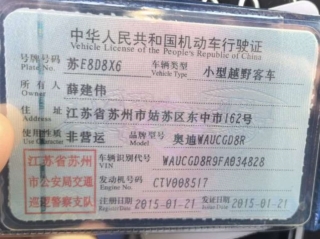 中华人民共和国机动车行驶证
Vehicle License of the People's Republic of China
号牌号码 苏E8D8X6 车辆类型 小型越野客车
Plate No. Vehicle Type
所有人 薛建伟
Owner
住址 江苏省苏州市姑苏区东中市162号
Address
使用性质 非营运 品牌型号 奥迪WAUCGD8R
Use Character Model
江苏省苏州市公安局交通巡逻警察支队
车辆识别代号 WAUCGD8R9FA034828
VIN
发动机号码 CTV008517
Engine No.
注册日期 2015-01-21 发证日期 2015-01-21
Register Date Issue Date